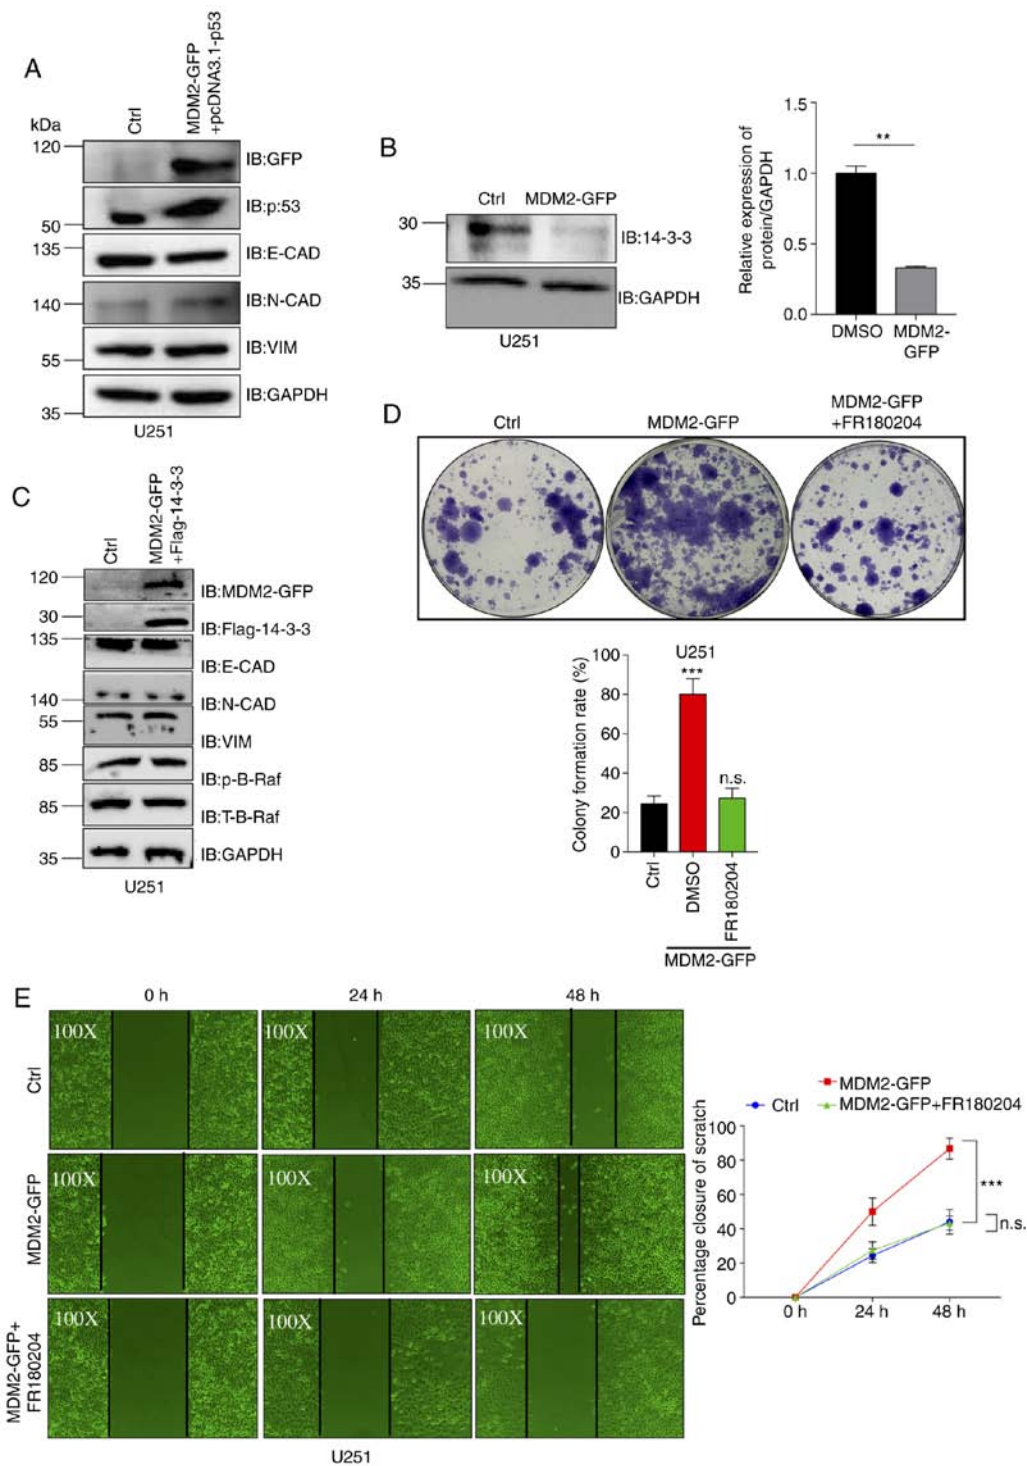 A
kDa
Ctrl
MDM2-GFP
+pcDNA3.1-p53
120
IB:GFP
IB:p:53
50
135
IB:E-CAD
140
IB:N-CAD
IB:VIM
55
IB:GAPDH
35
U251
B
Ctrl
MDM2-GFP
30
IB:14-3-3
35
IB:GAPDH
U251
Relative expression of
protein/GAPDH
1.5
1.0
0.5
0.0
**
DMSO
MDM2-
GFP
C
Ctrl
MDM2-GFP
+Flag-14-3-3
120
IB:MDM2-GFP
30
IB:Flag-14-3-3
135
IB:E-CAD
140
IB:N-CAD
55
IB:VIM
85
IB:p-B-Raf
85
IB:T-B-Raf
35
IB:GAPDH
U251
D
Ctrl
MDM2-GFP
MDM2-GFP
+FR180204
U251
Colony formation rate (%)
100
80
60
40
20
0
***
n.s.
Ctrl
DMSO
FR180204
MDM2-GFP
E
0 h
24 h
48 h
Ctrl
100X
100X
100X
MDM2-GFP
100X
100X
100X
MDM2-GFP+
FR180204
100X
100X
100X
U251
MDM2-GFP
Ctrl
MDM2-GFP+FR180204
Percentage closure of scratch
100
80
60
40
20
0
***
n.s.
0 h
24 h
48 h